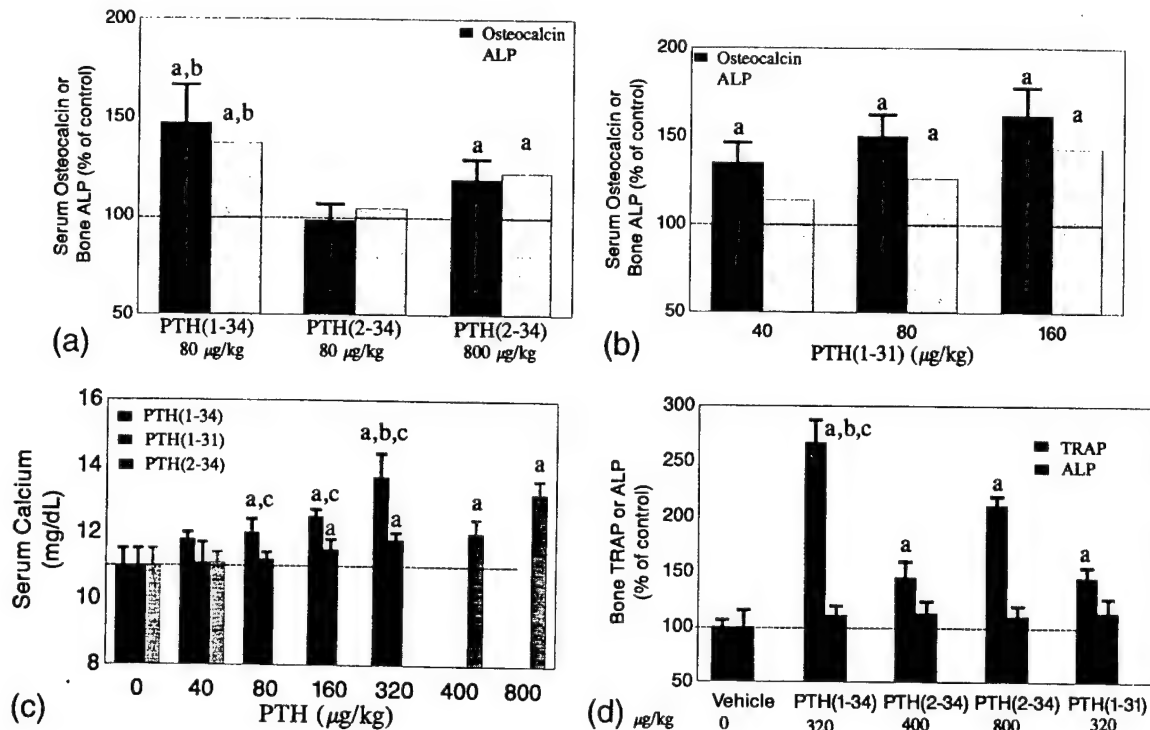 200
150
100
50
Serum Osteocalcin or
Bone ALP (% of control)
Osteocalcin
ALP
a,b
a,b
a
a
PTH(1-34)
80 µg/kg
PTH(2-34)
80 µg/kg
PTH(2-34)
800 µg/kg
(a)
200
150
100
50
Serum Osteocalcin or
Bone ALP (% of control)
Osteocalcin
ALP
a
a
a
a
a
40
80
160
PTH(1-31) (µg/kg)
(b)
16
14
12
10
8
Serum Calcium
(mg/dL)
PTH(1-34)
PTH(1-31)
PTH(2-34)
a,c
a,c
a
a,b,c
a
a
a
0
40
80
160
320
400
800
PTH (µg/kg)
(c)
300
250
200
150
100
50
Bone TRAP or ALP
(% of control)
TRAP
ALP
a,b,c
a
a
a
Vehicle
PTH(1-34)
PTH(2-34)
PTH(2-34)
PTH(1-31)
(d)
µg/kg
0
320
400
800
320